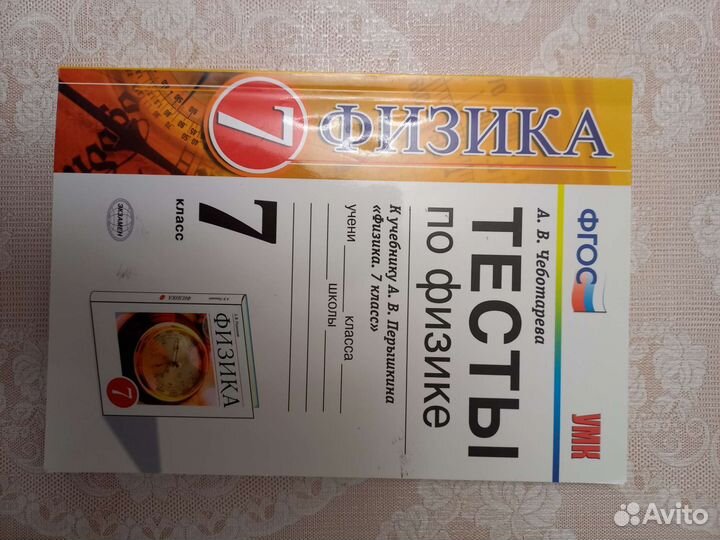 7 ФИЗИКА
ФГОС
УМК
А. В. Чеботарева
ТЕСТЫ
по физике
К учебнику А. В. Перышкина
«Физика. 7 класс»
учени класса
школы
7
класс
ЭКЗАМЕН
ФИЗИКА
ФИЗИКА
7
Avito